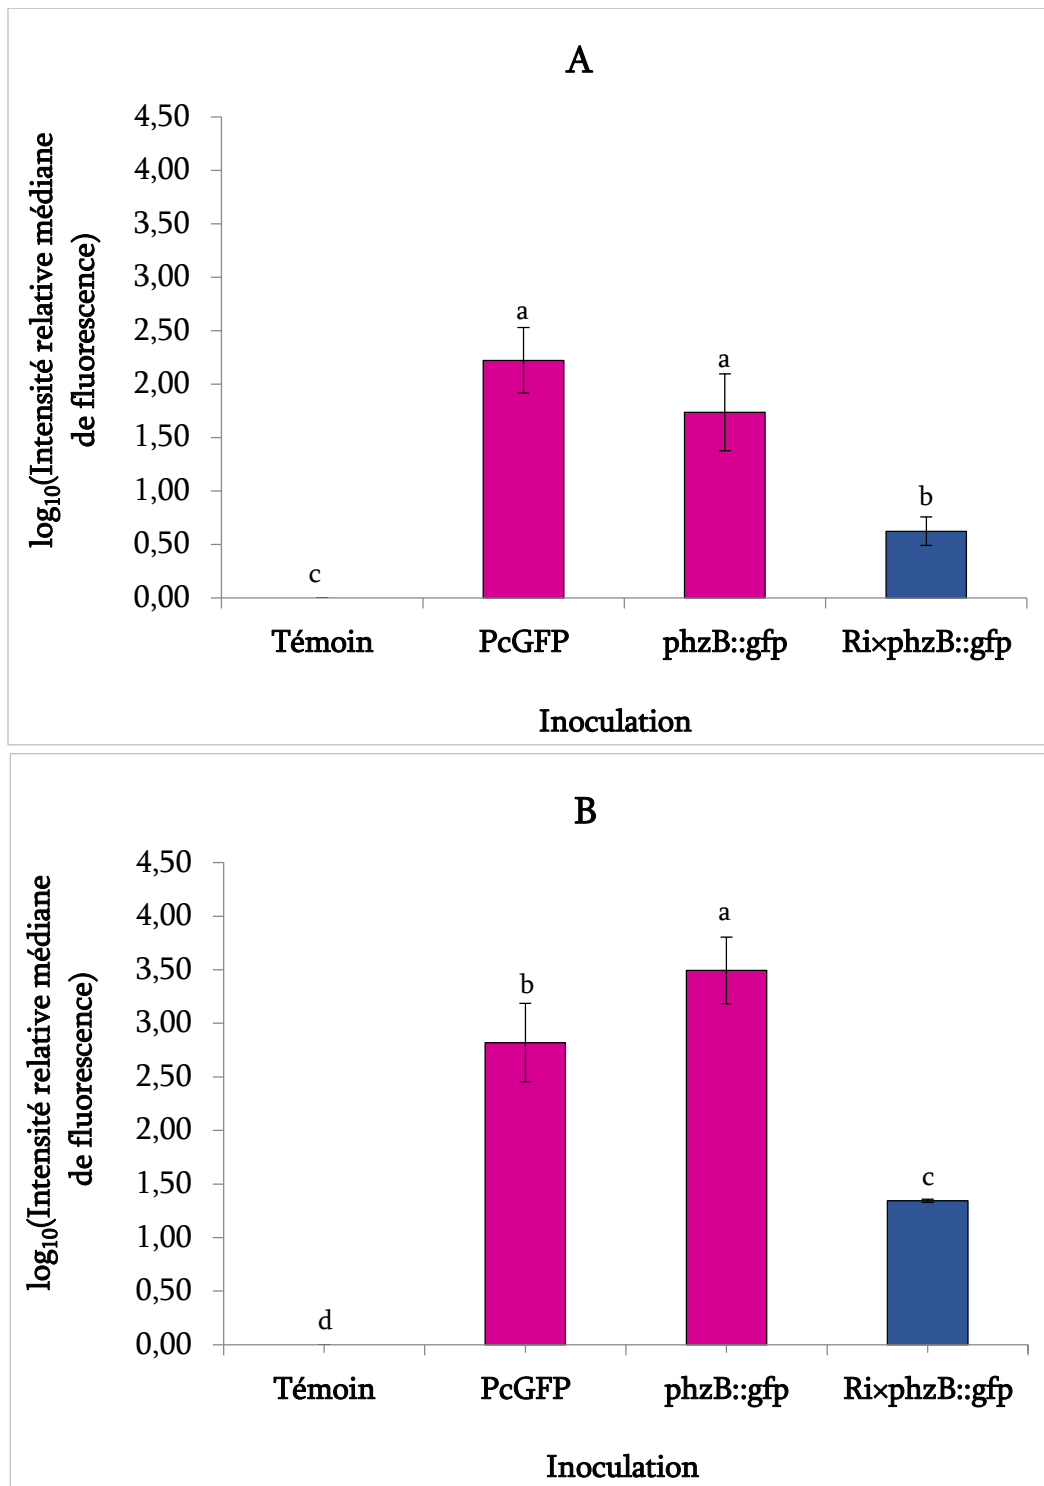 A
log₁₀(Intensité relative médiane
de fluorescence)
4,50
4,00
3,50
3,00
2,50
2,00
1,50
1,00
0,50
0,00
c
a
a
b
Témoin PcGFP phzB::gfp Ri×phzB::gfp
Inoculation
B
log₁₀(Intensité relative médiane
de fluorescence)
4,50
4,00
3,50
3,00
2,50
2,00
1,50
1,00
0,50
0,00
d
b
a
c
Témoin PcGFP phzB::gfp Ri×phzB::gfp
Inoculation